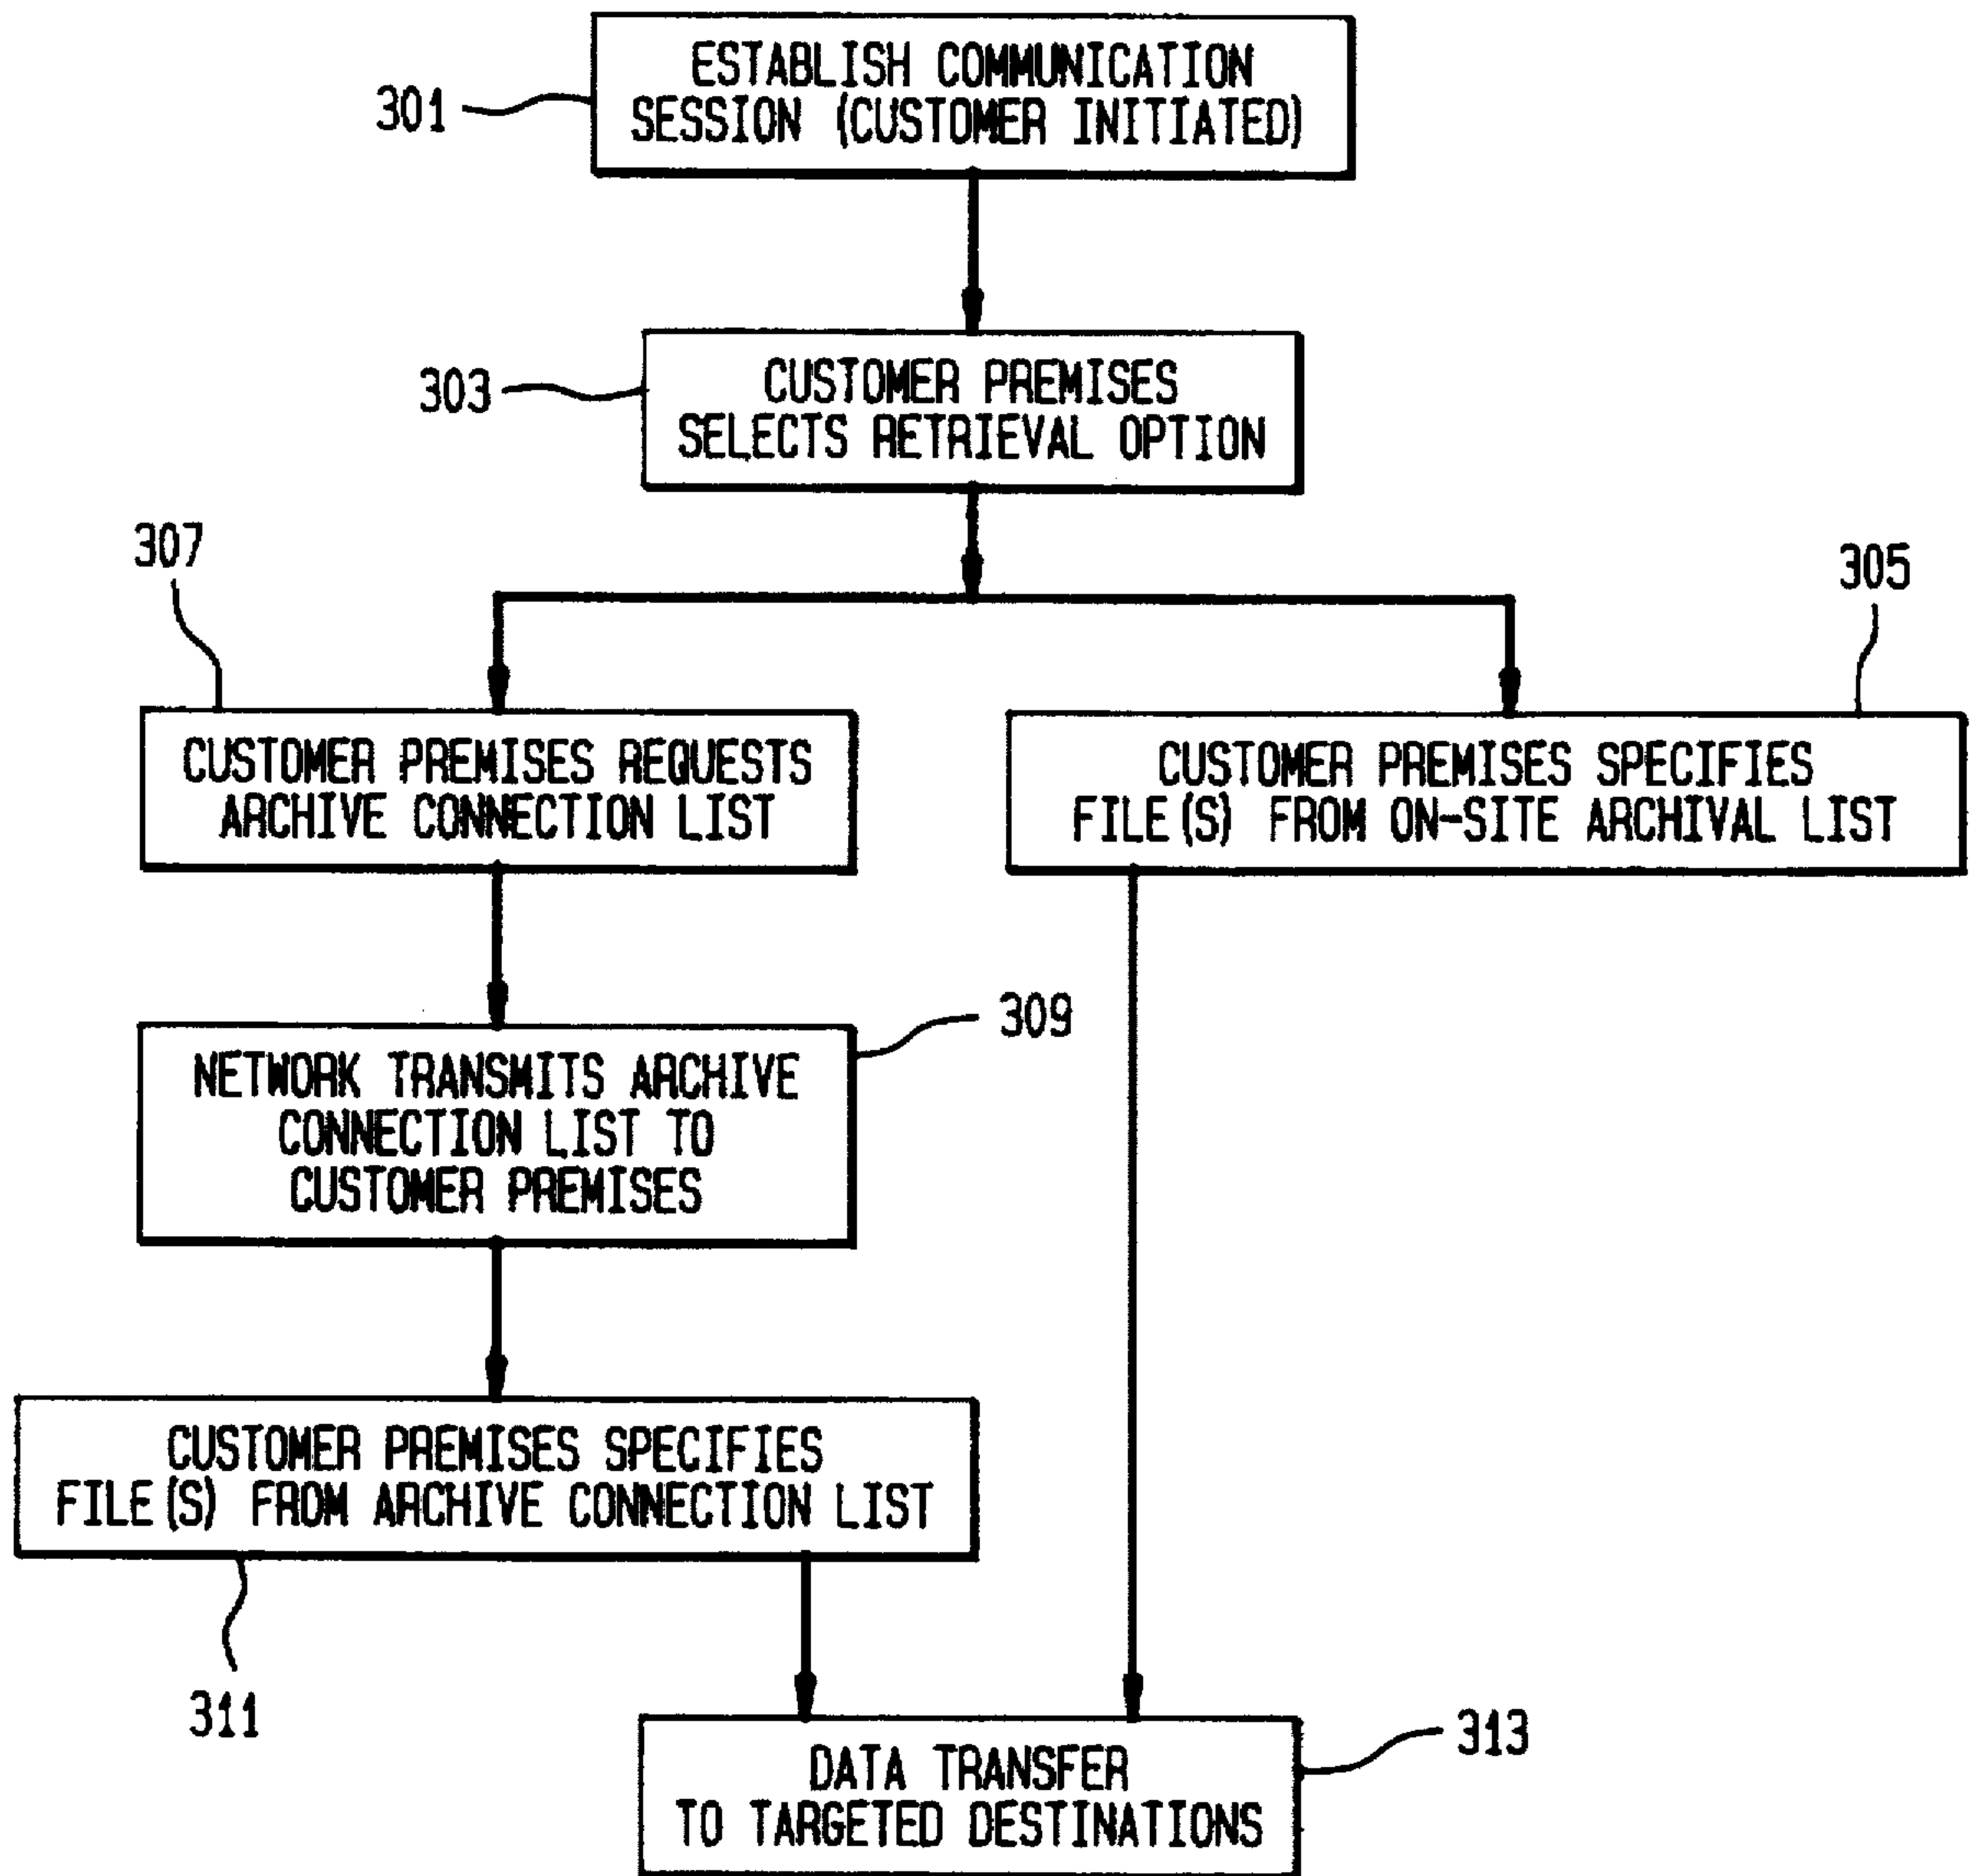 301
ESTABLISH COMMUNICATION
SESSION (CUSTOMER INITIATED)
303
CUSTOMER PREMISES
SELECTS RETRIEVAL OPTION
307
305
CUSTOMER PREMISES REQUESTS
ARCHIVE CONNECTION LIST
CUSTOMER PREMISES SPECIFIES
FILE(S) FROM ON-SITE ARCHIVAL LIST
309
NETWORK TRANSMITS ARCHIVE
CONNECTION LIST TO
CUSTOMER PREMISES
CUSTOMER PREMISES SPECIFIES
FILE(S) FROM ARCHIVE CONNECTION LIST
311
313
DATA TRANSFER
TO TARGETED DESTINATIONS